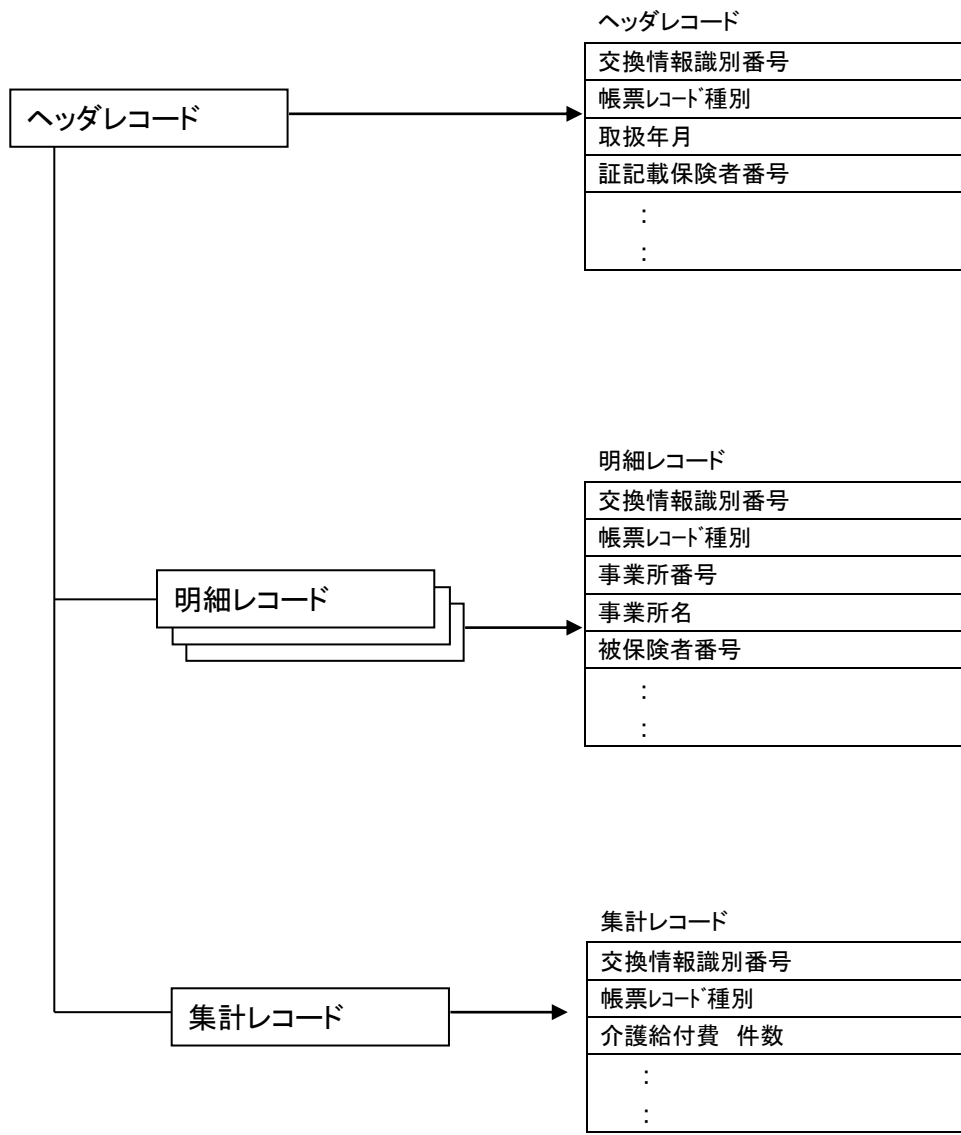 ヘッダレコード
交換情報識別番号
ヘッダレコード
帳票ﾚｺｰﾄﾞ種別
取扱年月
証記載保険者番号
:
:
明細レコード
交換情報識別番号
帳票ﾚｺｰﾄﾞ種別
事業所番号
明細レコード
事業所名
被保険者番号
:
:
集計レコード
交換情報識別番号
帳票ﾚｺｰﾄﾞ種別
集計レコード
介護給付費　件数
:
: